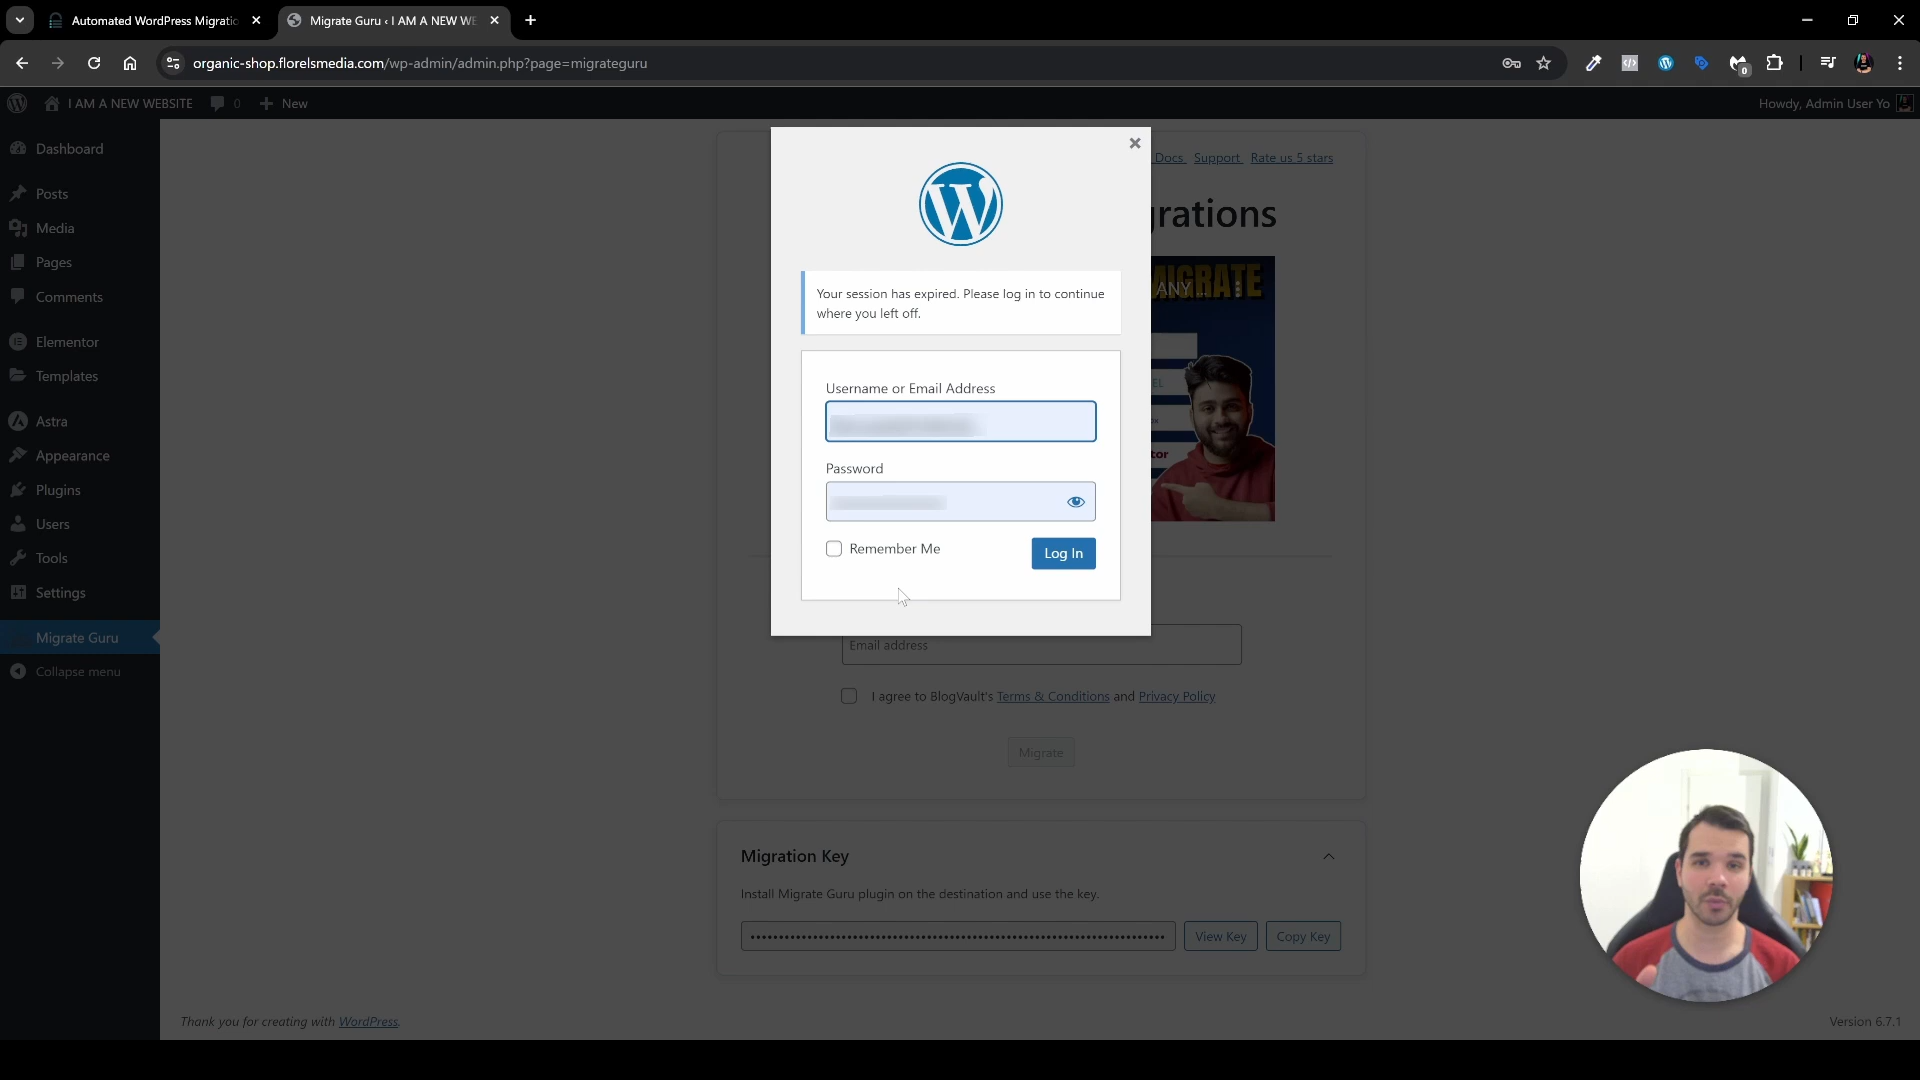 Automated WordPress Migratio
Migrate Guru ‹ I AM A NEW WE
organic-shop.florelsmedia.com/wp-admin/admin.php?page=migrateguru
0
I AM A NEW WEBSITE
0
New
Howdy, Admin User Yo
Dashboard
Posts
Media
Pages
Comments
Elementor
Templates
Astra
Appearance
Plugins
Users
Tools
Settings
Migrate Guru
Collapse menu
Docs Support Rate us 5 stars
grations
MIGRATE
ANY ...
Your session has expired. Please log in to continue
where you left off.
Username or Email Address
Password
Remember Me
Log In
Email address
I agree to BlogVault's Terms & Conditions and Privacy Policy
Migrate
Migration Key
Install Migrate Guru plugin on the destination and use the key.
View Key
Copy Key
Thank you for creating with WordPress.
Version 6.7.1